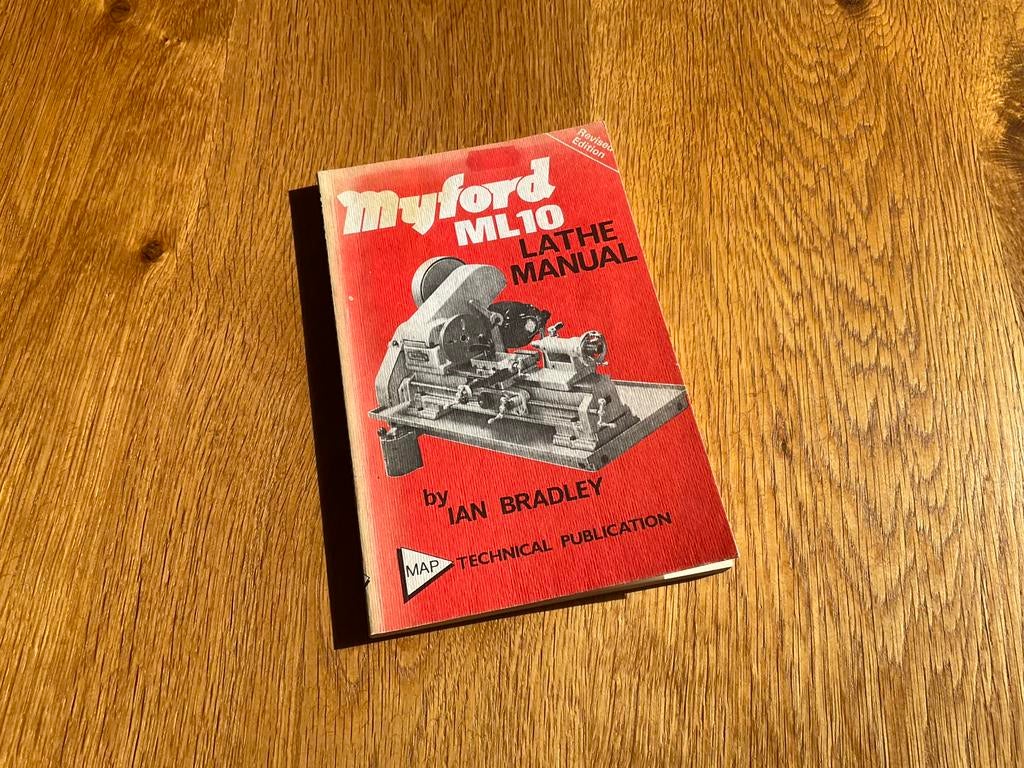 Revised
Edition
Myford
ML10
LATHE
MANUAL
by
IAN BRADLEY
MAP
TECHNICAL PUBLICATION